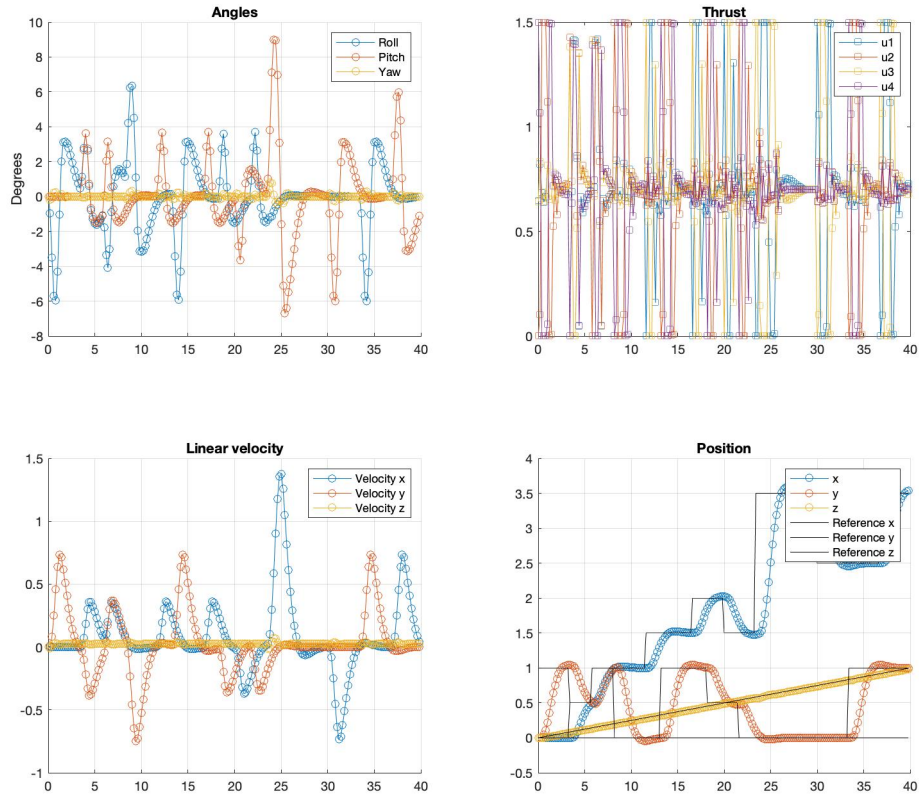 Angles
Degrees
10
8
6
4
2
0
-2
-4
-6
-8
0 5 10 15 20 25 30 35 40
Roll
Pitch
Yaw
Thrust
1.5
1
0.5
0
0 5 10 15 20 25 30 35 40
u1
u2
u3
u4
Linear velocity
1.5
1
0.5
0
-0.5
-1
0 5 10 15 20 25 30 35 40
Velocity x
Velocity y
Velocity z
Position
4
3.5
3
2.5
2
1.5
1
0.5
0
-0.5
0 5 10 15 20 25 30 35 40
x
y
z
Reference x
Reference y
Reference z